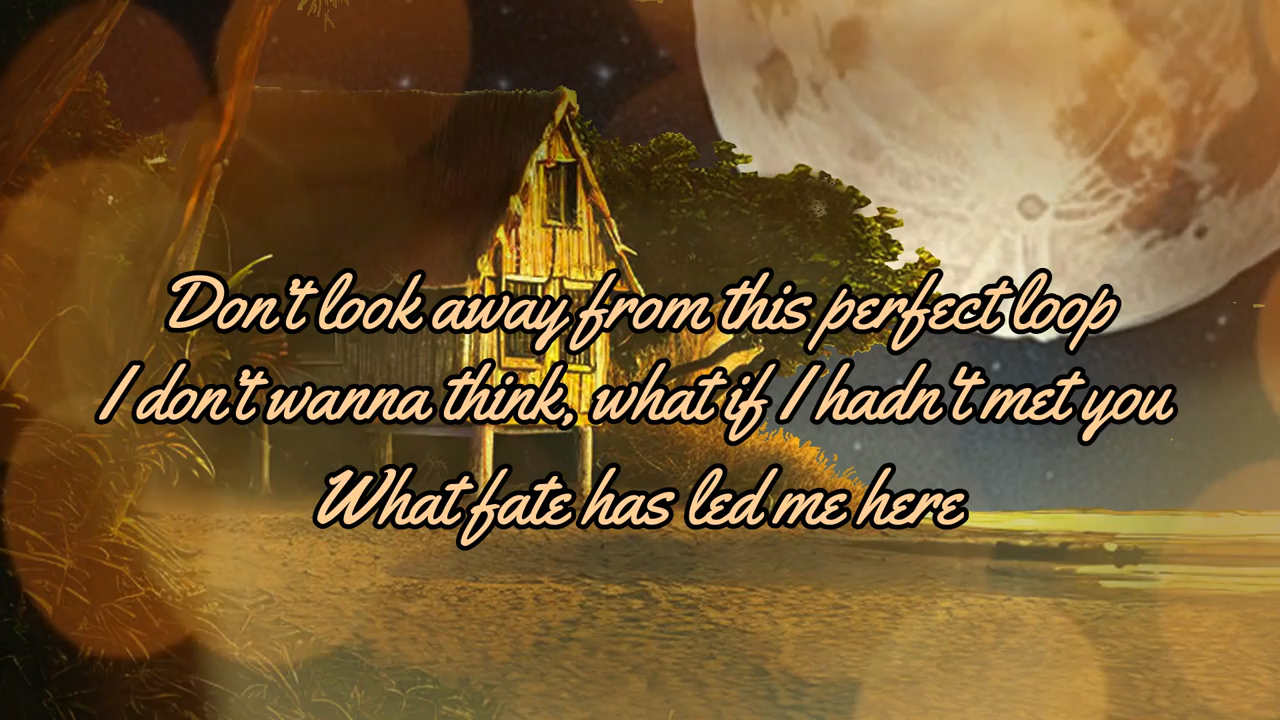 Don't look away from this perfect loop
I don't wanna think, what if I hadn't met you
What fate has led me here